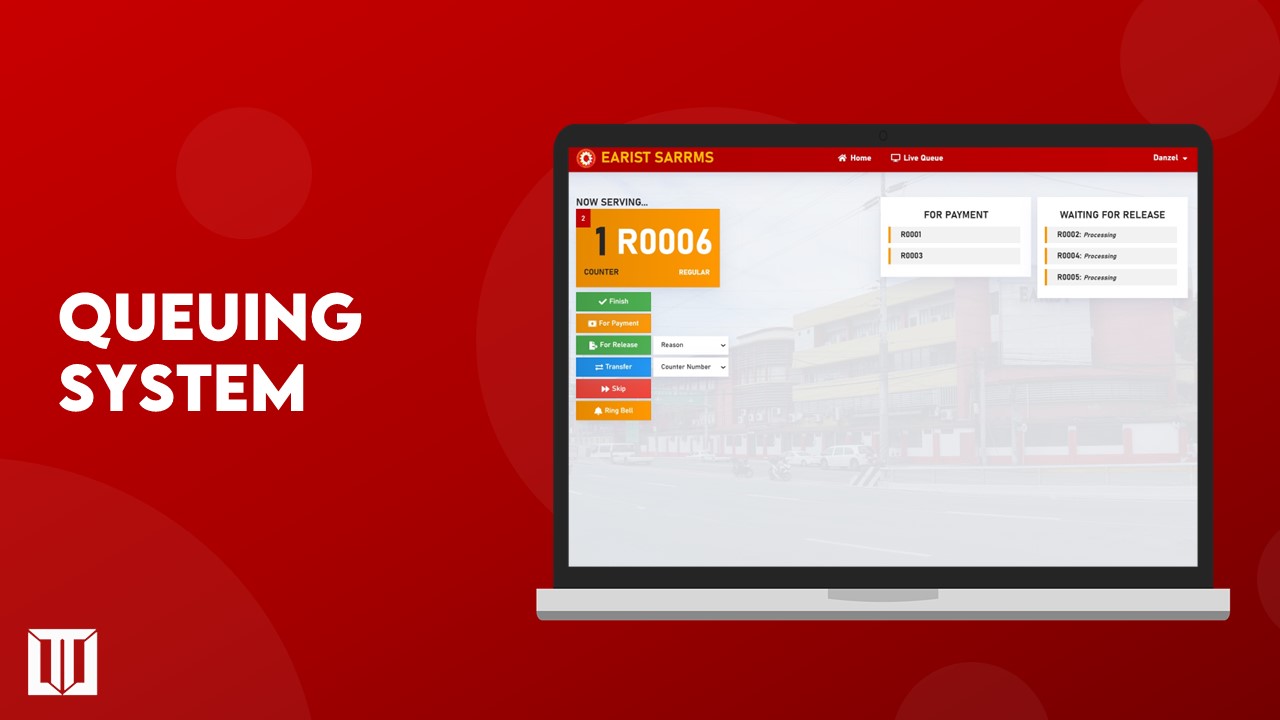 QUEUING
SYSTEM
EARIST SARRMS
Home
Live Queue
Danzel
NOW SERVING...
2
1 R0006
COUNTER REGULAR
Finish
For Payment
For Release
Reason
Transfer
Counter Number
Skip
Ring Bell
FOR PAYMENT
R0001
R0003
WAITING FOR RELEASE
R0002: Processing
R0004: Processing
R0005: Processing